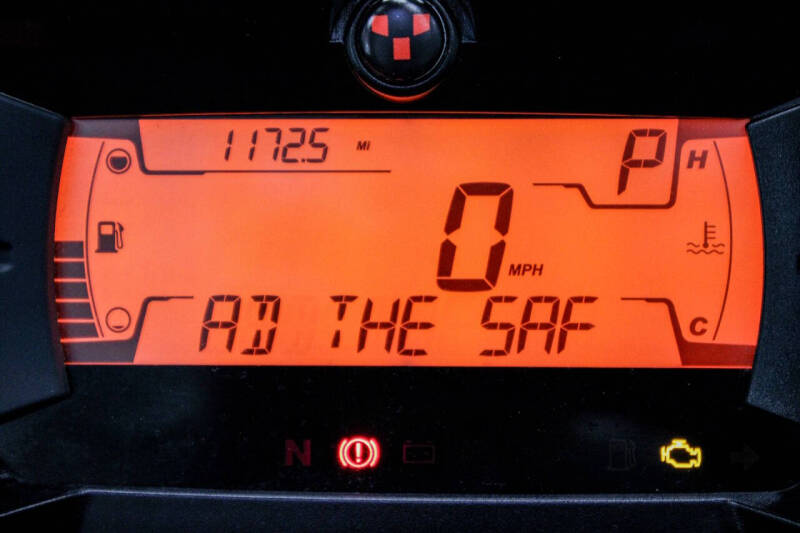 1172.5 MI
P
H
0 MPH
AD THE SAF
C
N